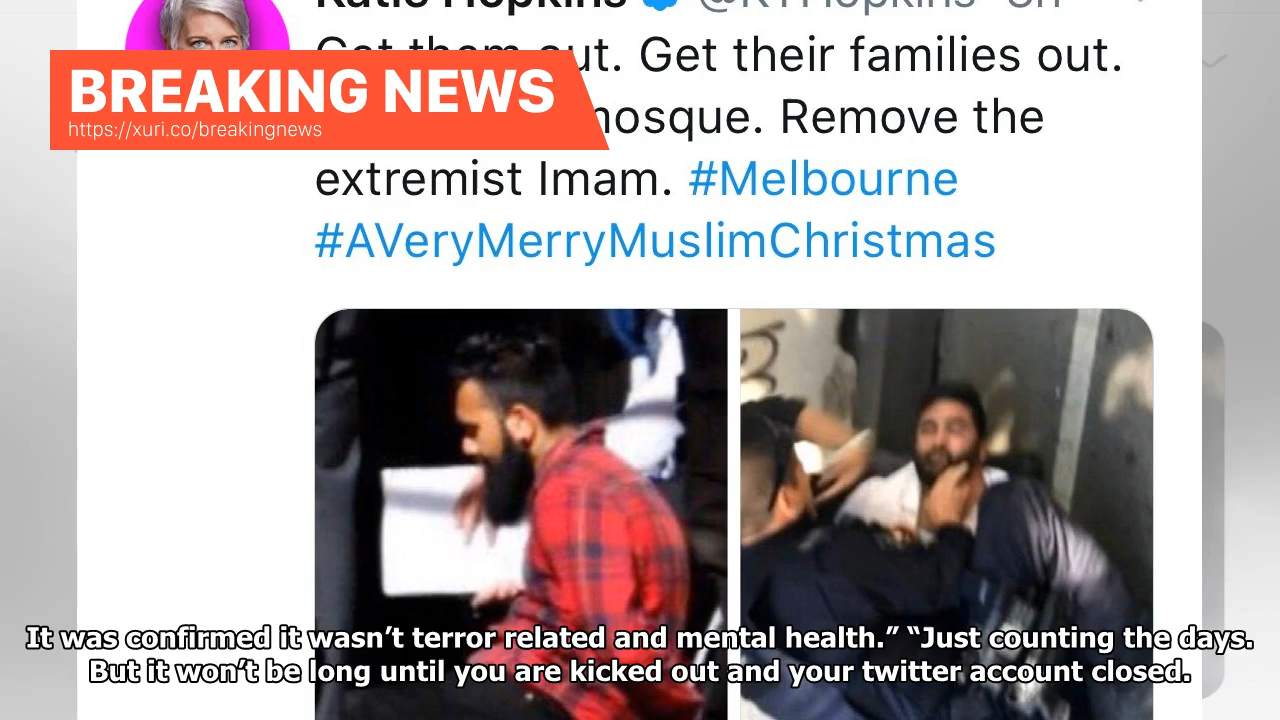 Katie Hopkins
BREAKING NEWS
https://xuri.co/breakingnews
Get them out. Get their families out.
mosque. Remove the
extremist Imam. #Melbourne
#AVeryMerryMuslimChristmas
It was confirmed it wasn't terror related and mental health.” “Just counting the days.
But it won't be long until you are kicked out and your twitter account closed.